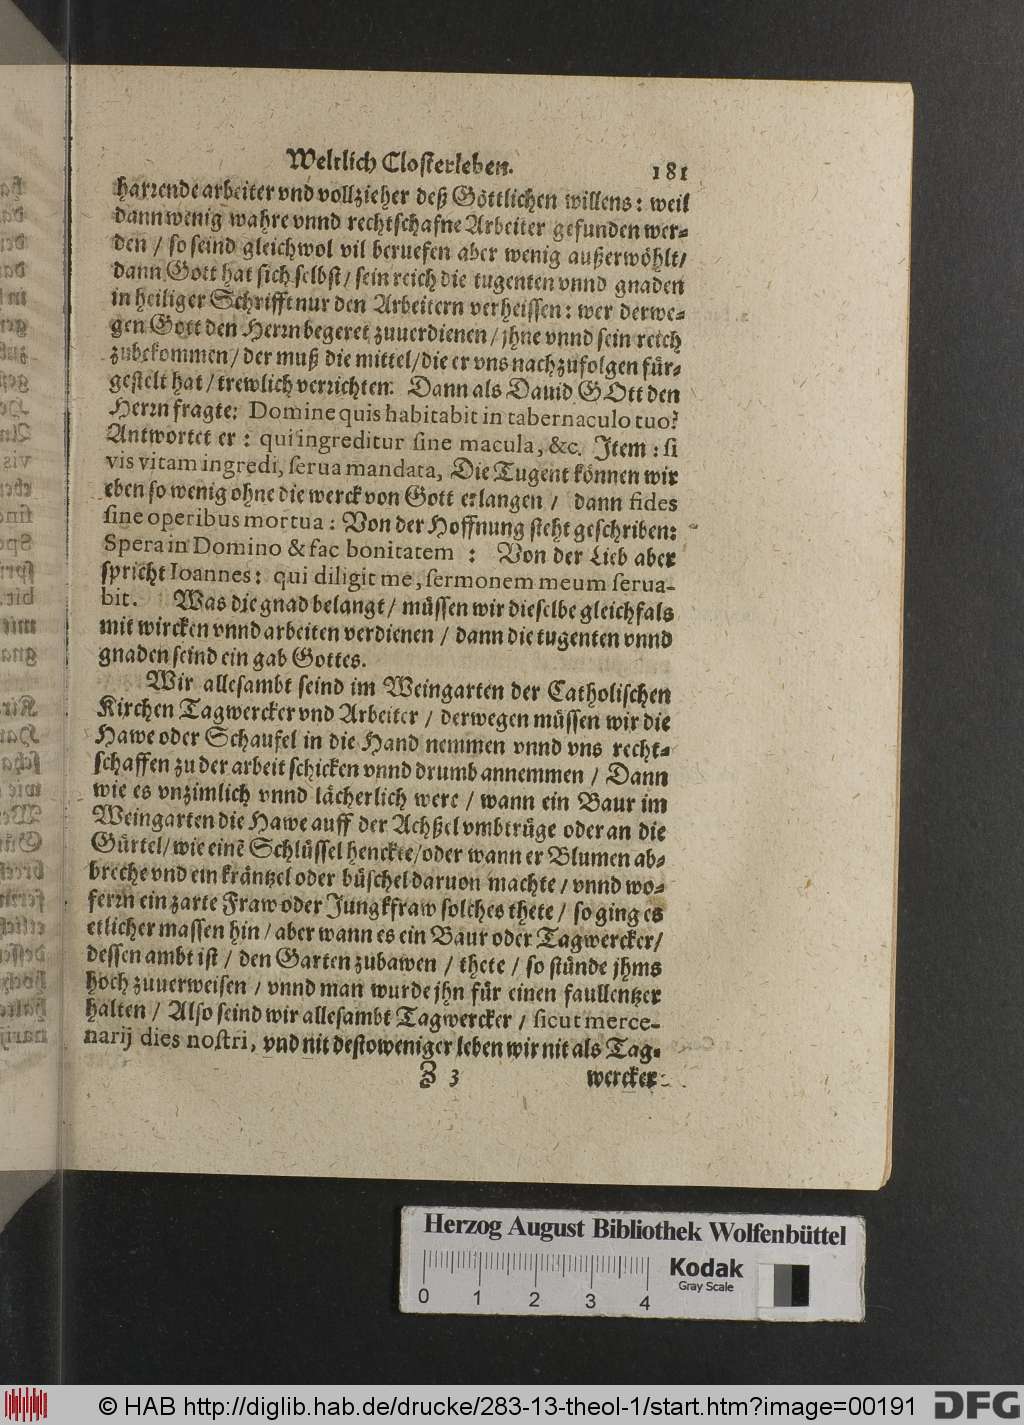 Weltlich Closterleben. 181
harrende arbeiter vnd vollzieher deß Göttlichen willens: weil
dann wenig wahre vnnd rechtschafne Arbeiter gefunden wer-
den / so seind gleichwol vil beruefen aber wenig außerwöhlt /
dann Gott hat sich selbst / sein reich die tugenten vnnd gnaden
in heiliger Schrifft nur den Arbeitern verheissen: wer derwe-
gen Gott den Herrn begeret zuuerdienen / jhne vnnd sein reich
zubekommen / der muß die mittel / die er vns nachzufolgen für-
gestelt hat / trewlich verrichten. Dann als Dauid GOtt den
Herrn fragte: Domine quis habitabit in tabernaculo tuo?
Antwortet er: qui ingreditur sine macula, &c. Item: si
vis vitam ingredi, serua mandata, Die Tugent können wir
eben so wenig ohne die werck von Gott erlangen / dann fides
sine operibus mortua: Von der Hoffnung steht geschriben:
Spera in Domino & fac bonitatem : Von der Lieb aber
spricht Ioannes: qui diligit me, sermonem meum serua-
bit. Was die gnad belangt / müssen wir dieselbe gleichfals
mit wircken vnnd arbeiten verdienen / dann die tugenten vnnd
gnaden seind ein gab Gottes.
Wir allesambt seind im Weingarten der Catholischen
Kirchen Tagwercker vnd Arbeiter / derwegen müssen wir die
Hawe oder Schaufel in die Hand nemmen vnnd vns recht-
schaffen zu der arbeit schicken vnnd drumb annemmen / Dann
wie es vnzimlich vnnd lächerlich were / wann ein Baur im
Weingarten die Hawe auff der Achßel vmbtrüge oder an die
Gürtel / wie einē Schlüssel henckte / oder wann er Blumen ab-
breche vnd ein kräntzel oder büschel daruon machte / vnnd wo-
ferrn ein zarte Fraw oder Jungkfraw solches thete / so ging es
etlicher massen hin / aber wann es ein Baur oder Tagwercker /
dessen ambt ist / den Garten zubawen / thete / so stünde jhms
hoch zuuerweisen / vnnd man wurde jhn für einen faullentzer
halten / Also seind wir allesambt Tagwercker / sicut merce-
narij dies nostri, vnd nit destoweniger leben wir nit als Tag-
Z 3 wercker
Herzog August Bibliothek Wolfenbüttel
Kodak
Gray Scale
0 1 2 3 4
© HAB http://diglib.hab.de/drucke/283-13-theol-1/start.htm?image=00191 DFG